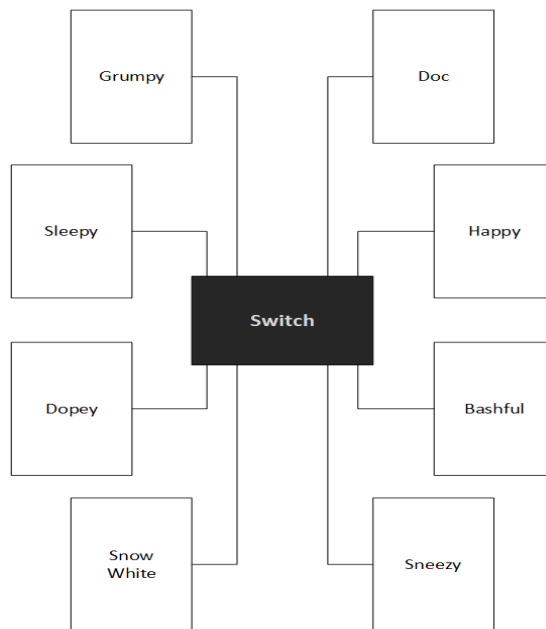 Grumpy
Doc
Sleepy
Happy
Switch
Dopey
Bashful
Snow
White
Sneezy